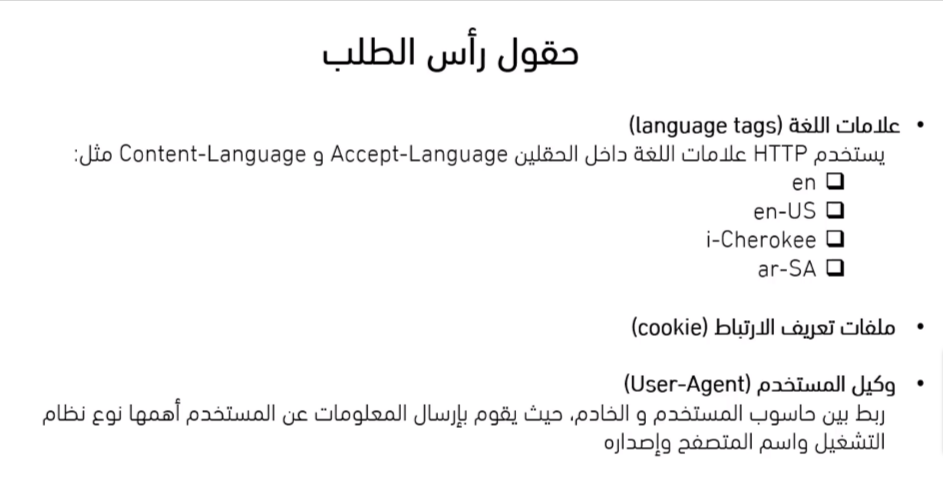 حقول رأس الطلب
• علامات اللغة (language tags)
يستخدم HTTP علامات اللغة داخل الحقلين Accept-Language و Content-Language مثل:
❑ en
❑ en-US
❑ i-Cherokee
❑ ar-SA
• ملفات تعريف الارتباط (cookie)
• وكيل المستخدم (User-Agent)
ربط بين حاسوب المستخدم و الخادم، حيث يقوم بإرسال المعلومات عن المستخدم أهمها نوع نظام
التشغيل واسم المتصفح وإصداره